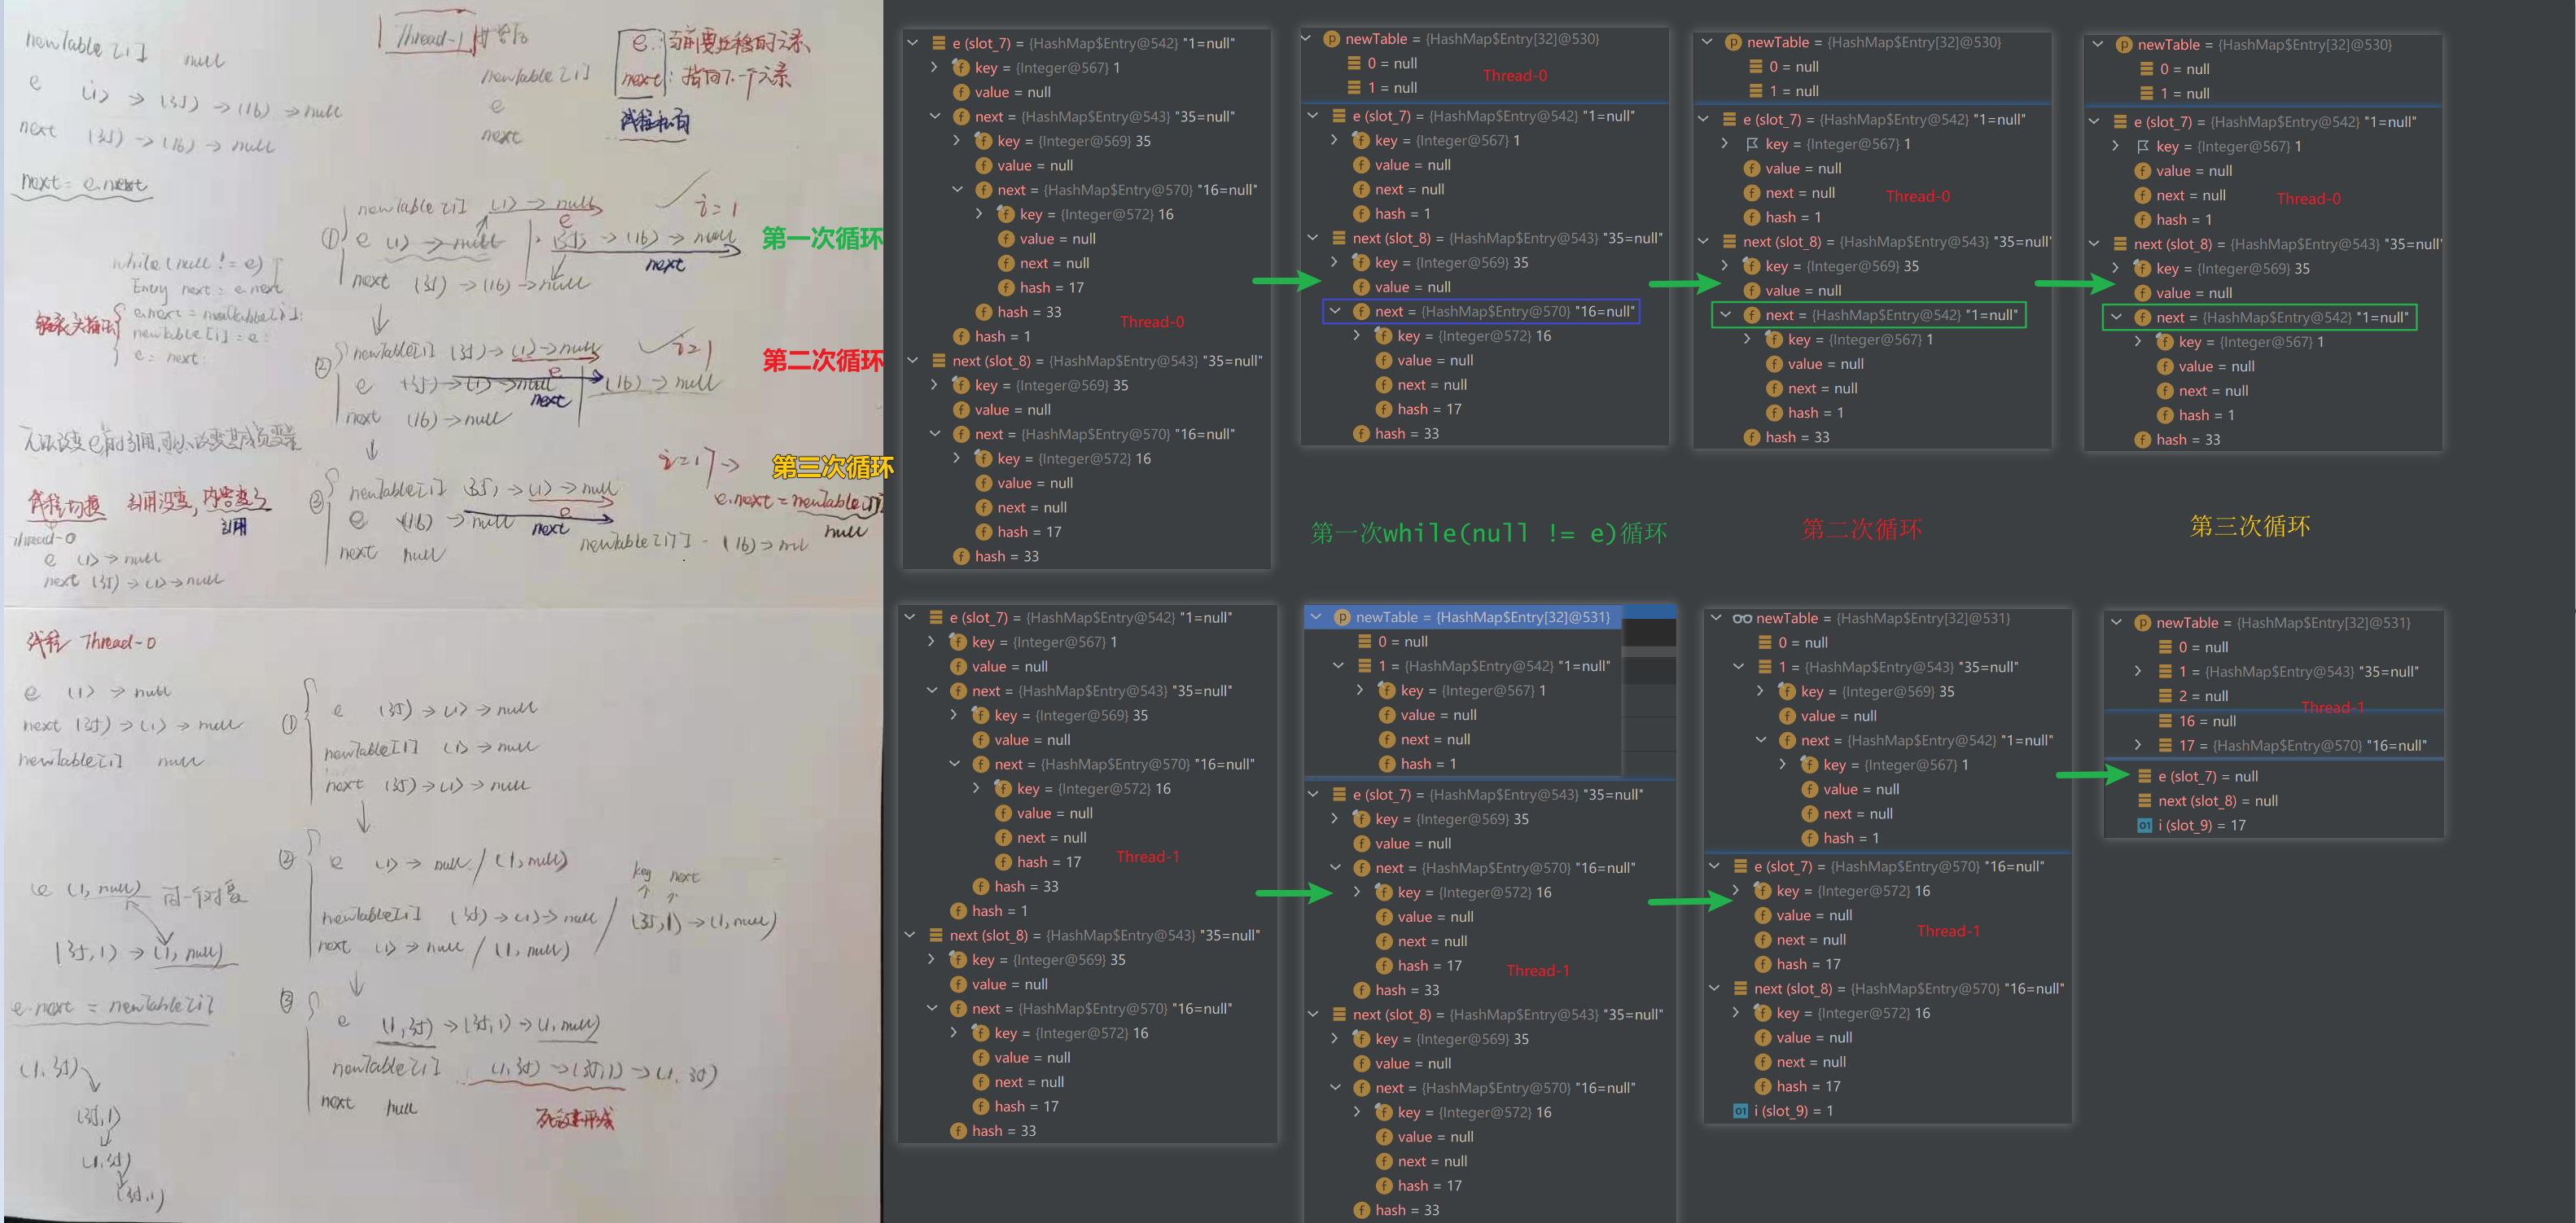 newTable[i] null
e (1) → (35) → (16) → null
next (35) → (16) → null
next = e.next
Thread-1
newTable[i]
e
next
e: 当前要迁移的元素、
next: 指向下一个元素
线程私有
while(null != e)
Entry next = e.next
e.next = newTable[i];
newTable[i] = e;
e = next;
① newTable[i] (1) → null i=1
e (1) → null (35) → (16) → null
e
next
next (35) → (16) → null
第一次循环
② newTable[i] (35) → (1) → null i=1
e (35) → (1) → null (16) → null
e
next
next (16) → null
第二次循环
无法改变e的引用,可以改变其成员变量
线程切换 引用没变, 内容变了
引用
Thread-0
e (1) → null
next (35) → (1) → null
③ newTable[i] (35) → (1) → null
e (16) → null
e
next
next null
i=17 →
第三次循环
e.next = newTable[i]
null
newTable[17] - (16) → null
线程 Thread-0
e (1) → null
next (35) → (1) → null
newTable[i] null
① e (35) → (1) → null
newTable[1] (1) → null
next (35) → (1) → null
② e (1) → null / (1, null)
newTable[i] (35) → (1) → null / (35,1) → (1, null)
key next
next (1) → null / (1, null)
e (1, null) 同一个对象
(35,1) → (1, null)
e.next = newTable[i]
③ e (1,35) → (35,1) → (1, null)
newTable[i] (1,35) → (35,1) → (1, 35)
next null
(1,35)
(35,1)
(1,35)
(35,1)
e (slot_7) = {HashMap$Entry@542} "1=null"
key = {Integer@567} 1
value = null
next = {HashMap$Entry@543} "35=null"
key = {Integer@569} 35
value = null
next = {HashMap$Entry@570} "16=null"
key = {Integer@572} 16
value = null
next = null
hash = 17
hash = 33
Thread-0
hash = 1
next (slot_8) = {HashMap$Entry@543} "35=null"
key = {Integer@569} 35
value = null
next = {HashMap$Entry@570} "16=null"
key = {Integer@572} 16
value = null
next = null
hash = 17
hash = 33
newTable = {HashMap$Entry[32]@530}
0 = null
Thread-0
1 = null
e (slot_7) = {HashMap$Entry@542} "1=null"
key = {Integer@567} 1
value = null
next = null
hash = 1
next (slot_8) = {HashMap$Entry@543} "35=null"
key = {Integer@569} 35
value = null
next = {HashMap$Entry@570} "16=null"
key = {Integer@572} 16
value = null
next = null
hash = 17
hash = 33
第一次while(null != e)循环
newTable = {HashMap$Entry[32]@530}
0 = null
1 = null
e (slot_7) = {HashMap$Entry@542} "1=null"
key = {Integer@567} 1
value = null
next = null
Thread-0
hash = 1
next (slot_8) = {HashMap$Entry@543} "35=null"
key = {Integer@569} 35
value = null
next = {HashMap$Entry@542} "1=null"
key = {Integer@567} 1
value = null
next = null
hash = 1
hash = 33
第二次循环
newTable = {HashMap$Entry[32]@530}
0 = null
1 = null
e (slot_7) = {HashMap$Entry@542} "1=null"
key = {Integer@567} 1
value = null
next = null
Thread-0
hash = 1
next (slot_8) = {HashMap$Entry@543} "35=null"
key = {Integer@569} 35
value = null
next = {HashMap$Entry@542} "1=null"
key = {Integer@567} 1
value = null
next = null
hash = 1
hash = 33
第三次循环
e (slot_7) = {HashMap$Entry@542} "1=null"
key = {Integer@567} 1
value = null
next = {HashMap$Entry@543} "35=null"
key = {Integer@569} 35
value = null
next = {HashMap$Entry@570} "16=null"
key = {Integer@572} 16
value = null
next = null
hash = 17
Thread-1
hash = 33
hash = 1
next (slot_8) = {HashMap$Entry@543} "35=null"
key = {Integer@569} 35
value = null
next = {HashMap$Entry@570} "16=null"
key = {Integer@572} 16
value = null
next = null
hash = 17
hash = 33
newTable = {HashMap$Entry[32]@531}
0 = null
1 = {HashMap$Entry@542} "1=null"
key = {Integer@567} 1
value = null
next = null
hash = 1
e (slot_7) = {HashMap$Entry@543} "35=null"
key = {Integer@569} 35
value = null
next = {HashMap$Entry@570} "16=null"
key = {Integer@572} 16
value = null
next = null
hash = 17
Thread-1
hash = 33
next (slot_8) = {HashMap$Entry@543} "35=null"
key = {Integer@569} 35
value = null
next = {HashMap$Entry@570} "16=null"
key = {Integer@572} 16
value = null
next = null
hash = 17
hash = 33
newTable = {HashMap$Entry[32]@531}
0 = null
1 = {HashMap$Entry@543} "35=null"
key = {Integer@569} 35
value = null
next = {HashMap$Entry@542} "1=null"
key = {Integer@567} 1
value = null
next = null
hash = 1
e (slot_7) = {HashMap$Entry@570} "16=null"
key = {Integer@572} 16
value = null
Thread-1
next = null
hash = 17
next (slot_8) = {HashMap$Entry@570} "16=null"
key = {Integer@572} 16
value = null
next = null
hash = 17
i (slot_9) = 1
newTable = {HashMap$Entry[32]@531}
0 = null
1 = {HashMap$Entry@543} "35=null"
2 = null
Thread-1
16 = null
17 = {HashMap$Entry@570} "16=null"
e (slot_7) = null
next (slot_8) = null
i (slot_9) = 17